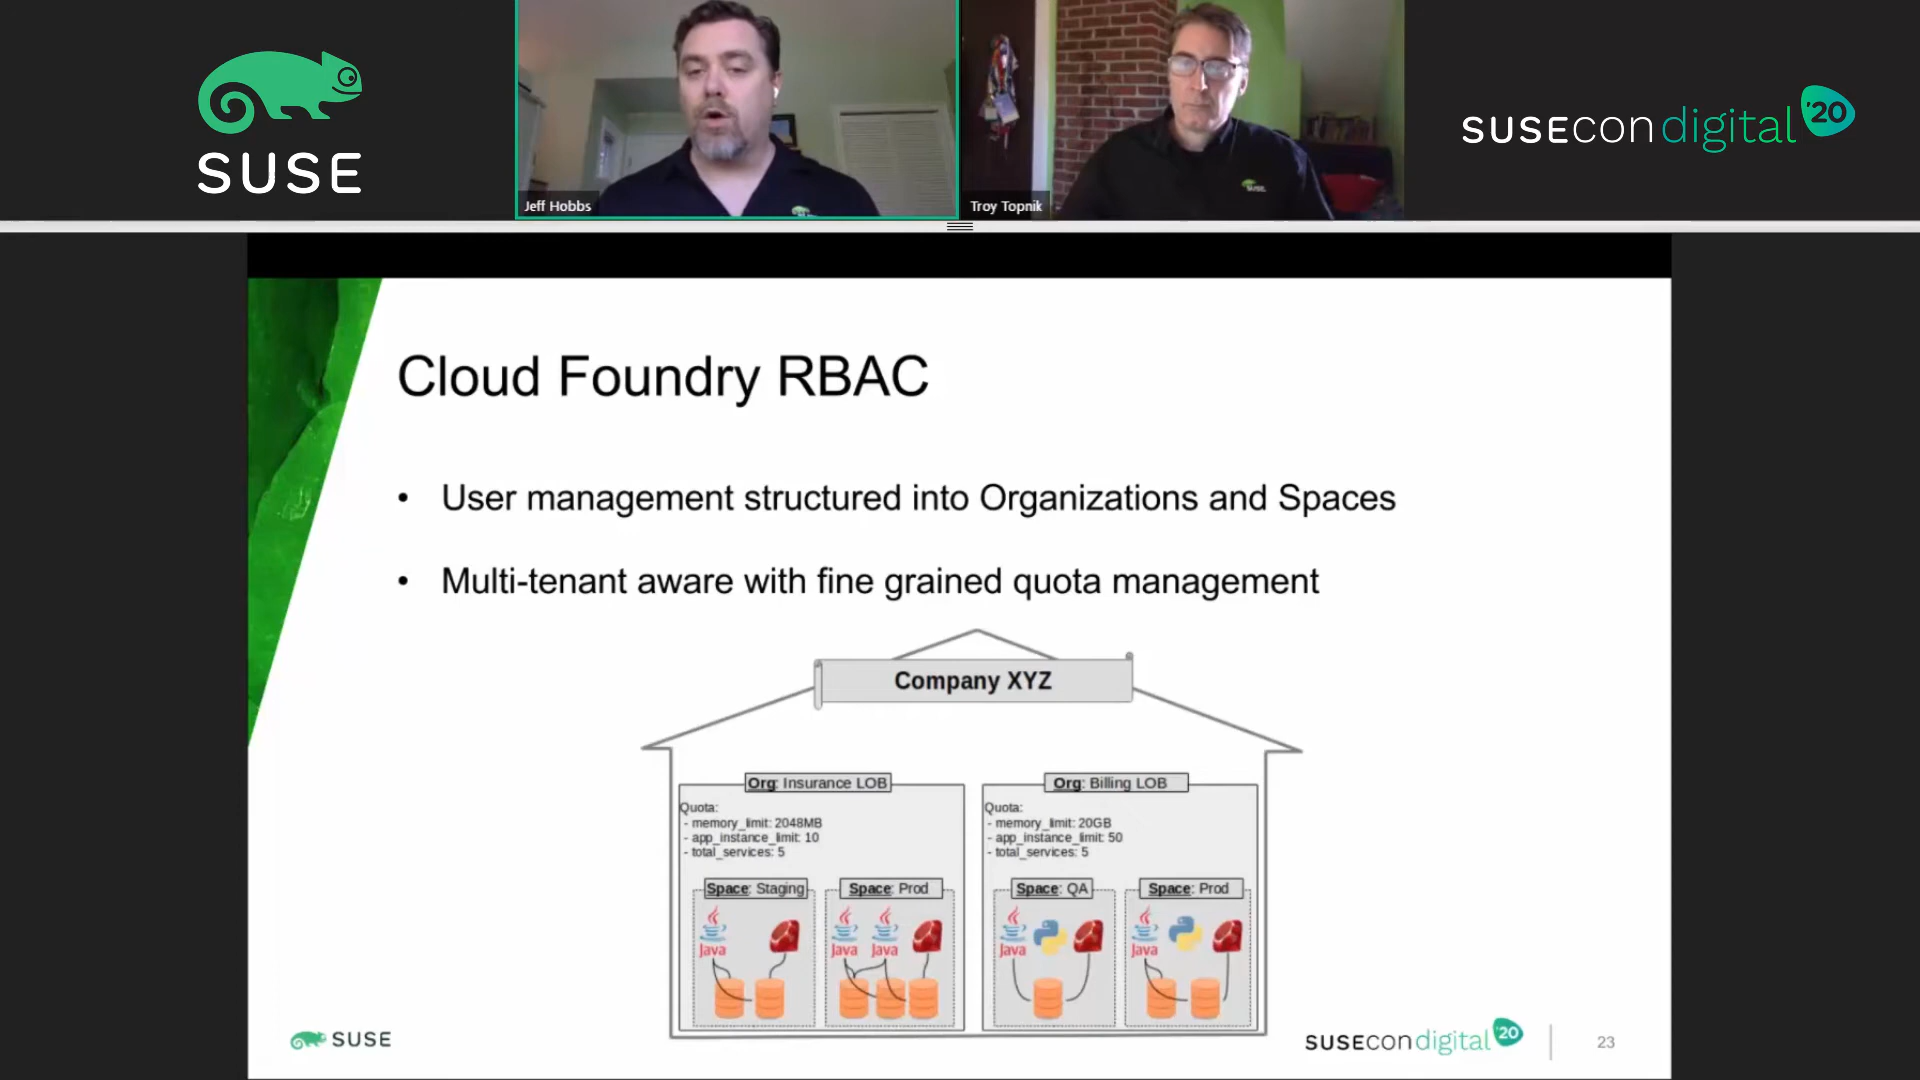 SUSE
Jeff Hobbs
Troy Topnik
SUSE
SUSECON digital '20
Cloud Foundry RBAC
• User management structured into Organizations and Spaces
• Multi-tenant aware with fine grained quota management
Company XYZ
Org: Insurance LOB
Quota:
- memory_limit: 2048MB
- app_instance_limit: 10
- total_services: 5
Space: Staging
Java
Space: Prod
Java
Java
Org: Billing LOB
Quota:
- memory_limit: 20GB
- app_instance_limit: 50
- total_services: 5
Space: QA
Java
Space: Prod
Java
SUSE
SUSECON digital '20
23